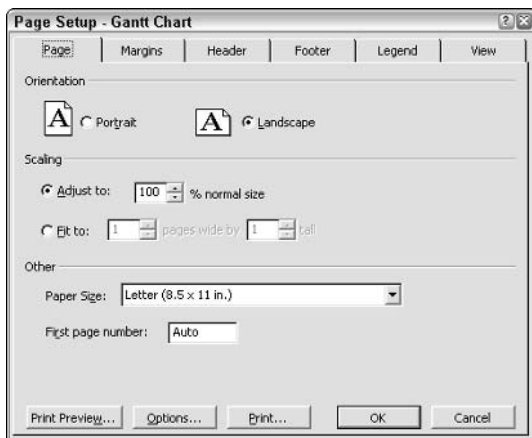 Page Setup - Gantt Chart
Page Margins Header Footer Legend View
Orientation
A Portrait A Landscape
Scaling
Adjust to: 100 % normal size
Fit to: 1 pages wide by 1 tall
Other
Paper Size: Letter (8.5 x 11 in.)
First page number: Auto
Print Preview... Options... Print... OK Cancel